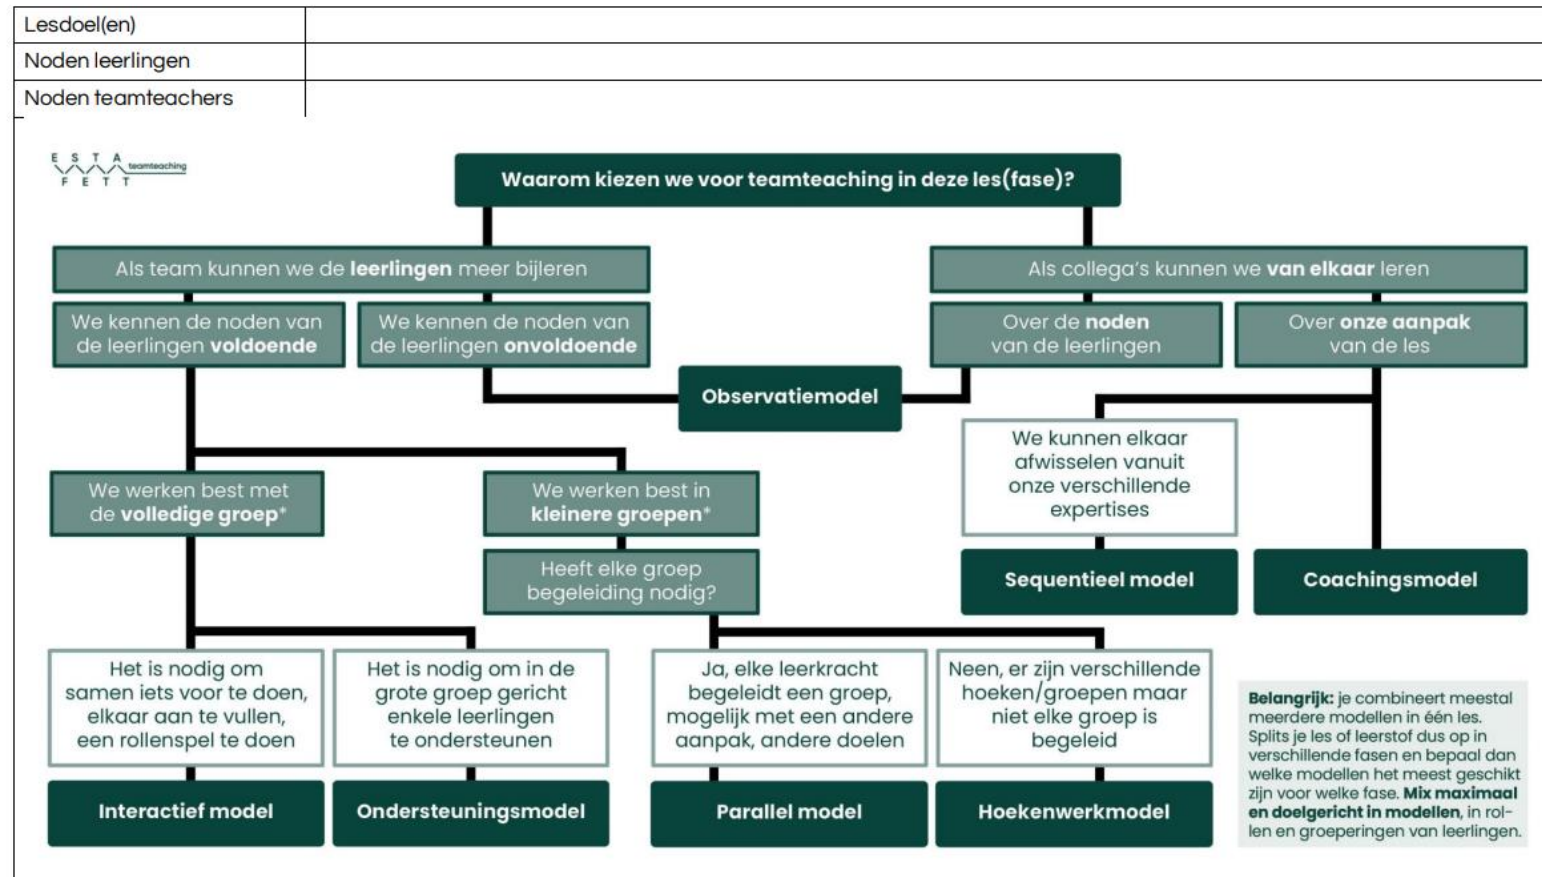 Lesdoel(en)
Noden leerlingen
Noden teamteachers
E S T A
teamteaching
F E T T
Waarom kiezen we voor teamteaching in deze les(fase)?
Als team kunnen we de leerlingen meer bijleren
Als collega's kunnen we van elkaar leren
We kennen de noden van
de leerlingen voldoende
We kennen de noden van
de leerlingen onvoldoende
Over de noden
van de leerlingen
Over onze aanpak
van de les
Observatiemodel
We kunnen elkaar
afwisselen vanuit
onze verschillende
expertises
We werken best met
de volledige groep*
We werken best in
kleinere groepen*
Heeft elke groep
begeleiding nodig?
Sequentieel model
Coachingsmodel
Het is nodig om
samen iets voor te doen,
elkaar aan te vullen,
een rollenspel te doen
Het is nodig om in de
grote groep gericht
enkele leerlingen
te ondersteunen
Ja, elke leerkracht
begeleidt een groep,
mogelijk met een andere
aanpak, andere doelen
Neen, er zijn verschillende
hoeken/groepen maar
niet elke groep is
begeleid
Interactief model
Ondersteuningsmodel
Parallel model
Hoekenwerkmodel
Belangrijk: je combineert meestal
meerdere modellen in één les.
Splits je les of leerstof dus op in
verschillende fasen en bepaal dan
welke modellen het meest geschikt
zijn voor welke fase. Mix maximaal
en doelgericht in modellen, in rol-
len en groeperingen van leerlingen.